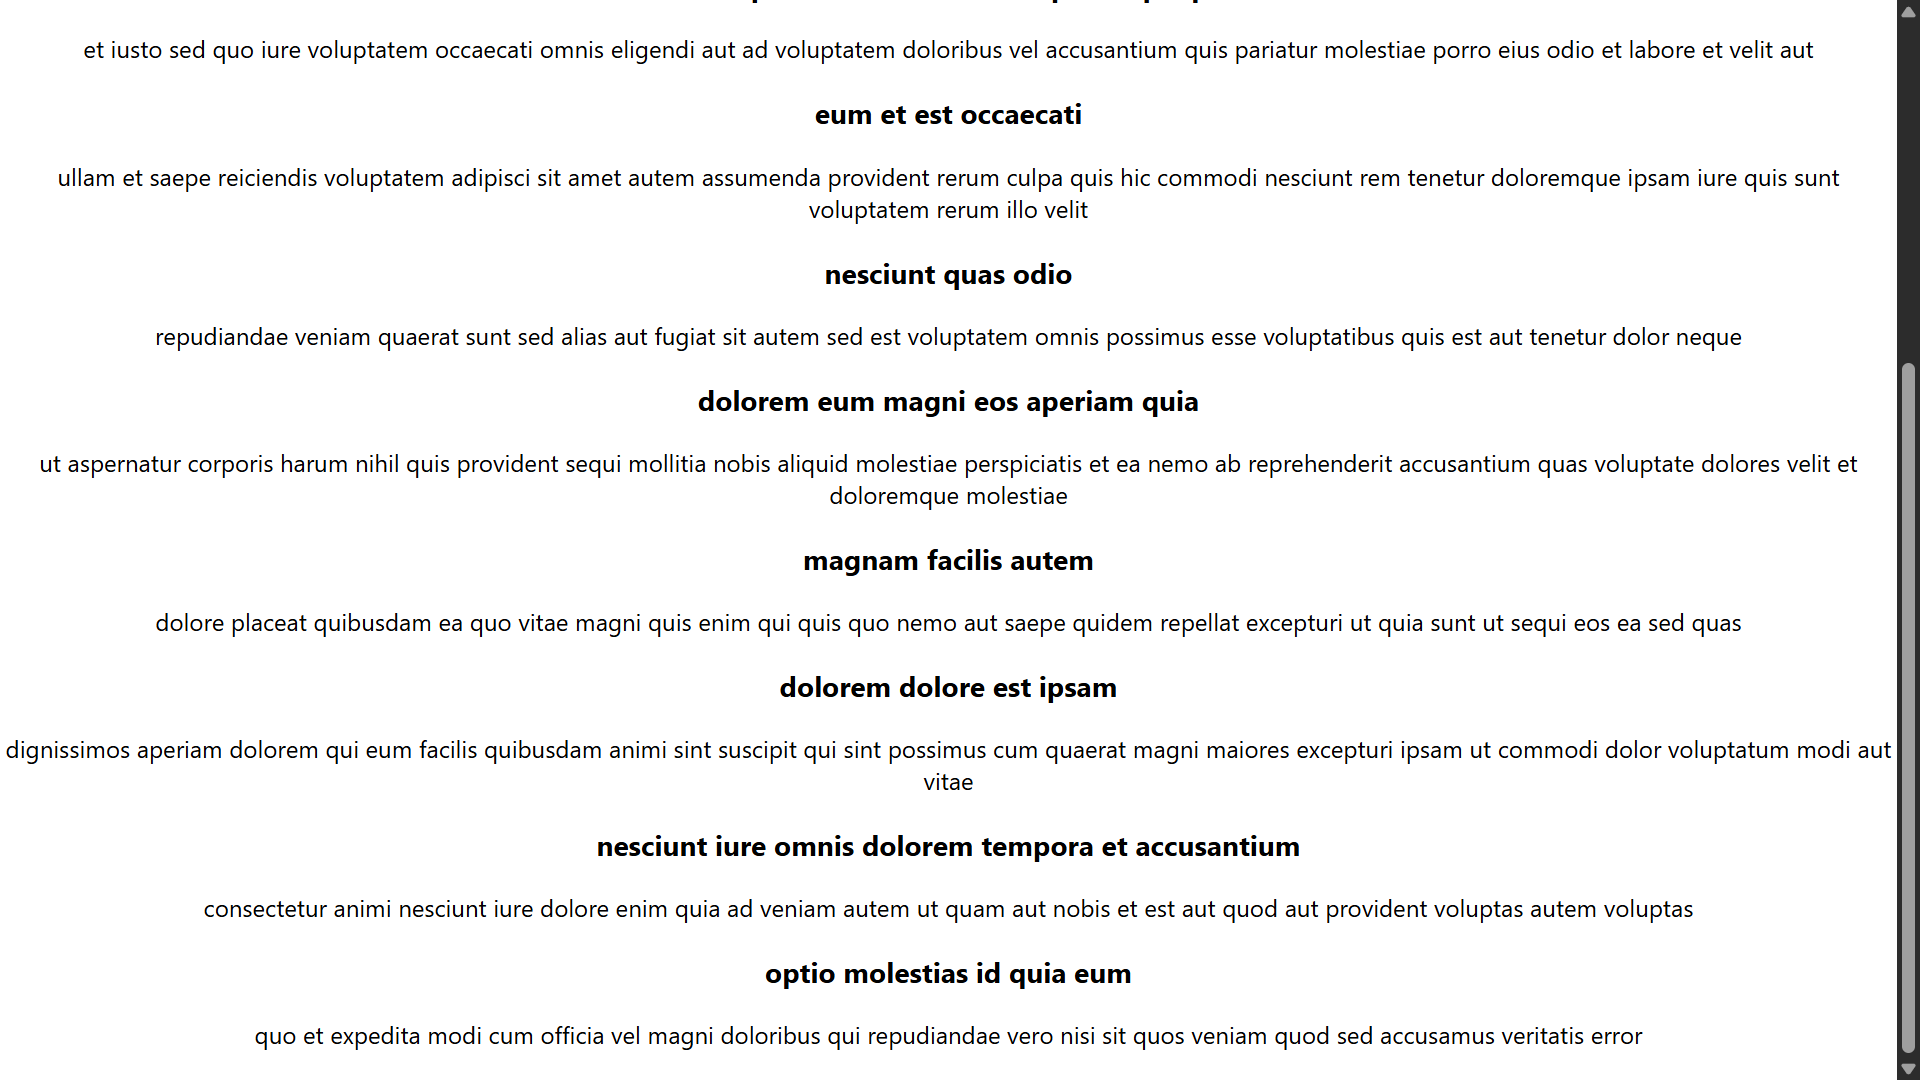 et iusto sed quo iure voluptatem occaecati omnis eligendi aut ad voluptatem doloribus vel accusantium quis pariatur molestiae porro eius odio et labore et velit aut
eum et est occaecati
ullam et saepe reiciendis voluptatem adipisci sit amet autem assumenda provident rerum culpa quis hic commodi nesciunt rem tenetur doloremque ipsam iure quis sunt
voluptatem rerum illo velit
nesciunt quas odio
repudiandae veniam quaerat sunt sed alias aut fugiat sit autem sed est voluptatem omnis possimus esse voluptatibus quis est aut tenetur dolor neque
dolorem eum magni eos aperiam quia
ut aspernatur corporis harum nihil quis provident sequi mollitia nobis aliquid molestiae perspiciatis et ea nemo ab reprehenderit accusantium quas voluptate dolores velit et
doloremque molestiae
magnam facilis autem
dolore placeat quibusdam ea quo vitae magni quis enim qui quis quo nemo aut saepe quidem repellat excepturi ut quia sunt ut sequi eos ea sed quas
dolorem dolore est ipsam
dignissimos aperiam dolorem qui eum facilis quibusdam animi sint suscipit qui sint possimus cum quaerat magni maiores excepturi ipsam ut commodi dolor voluptatum modi aut
vitae
nesciunt iure omnis dolorem tempora et accusantium
consectetur animi nesciunt iure dolore enim quia ad veniam autem ut quam aut nobis et est aut quod aut provident voluptas autem voluptas
optio molestias id quia eum
quo et expedita modi cum officia vel magni doloribus qui repudiandae vero nisi sit quos veniam quod sed accusamus veritatis error